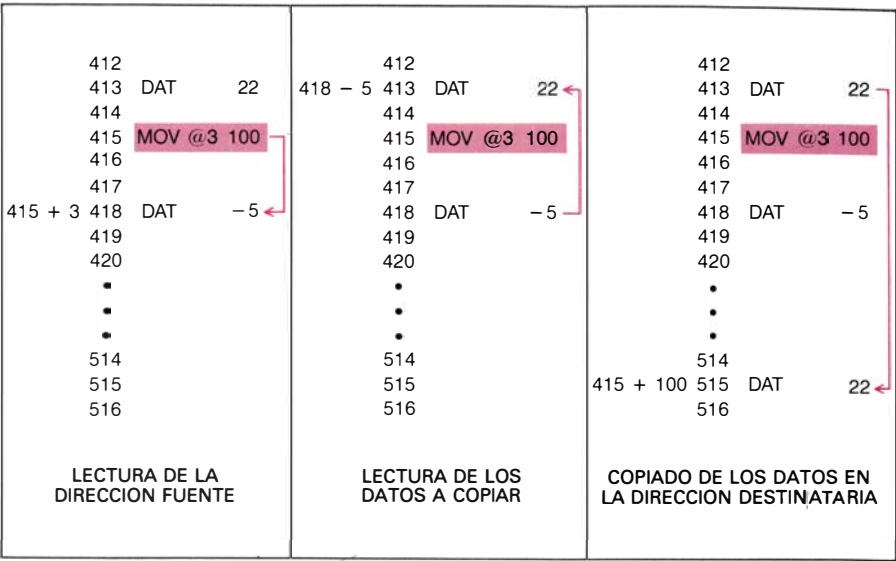 412
413 DAT 22
414
415 MOV @3 100
416
417
415 + 3 418 DAT −5
419
420
•
•
•
514
515
516
LECTURA DE LA
DIRECCION FUENTE
412
418 − 5 413 DAT 22
414
415 MOV @3 100
416
417
418 DAT −5
419
420
•
•
•
514
515
516
LECTURA DE LOS
DATOS A COPIAR
412
413 DAT 22
414
415 MOV @3 100
416
417
418 DAT −5
419
420
•
•
•
514
415 + 100 515 DAT 22
516
COPIADO DE LOS DATOS EN
LA DIRECCION DESTINATARIA